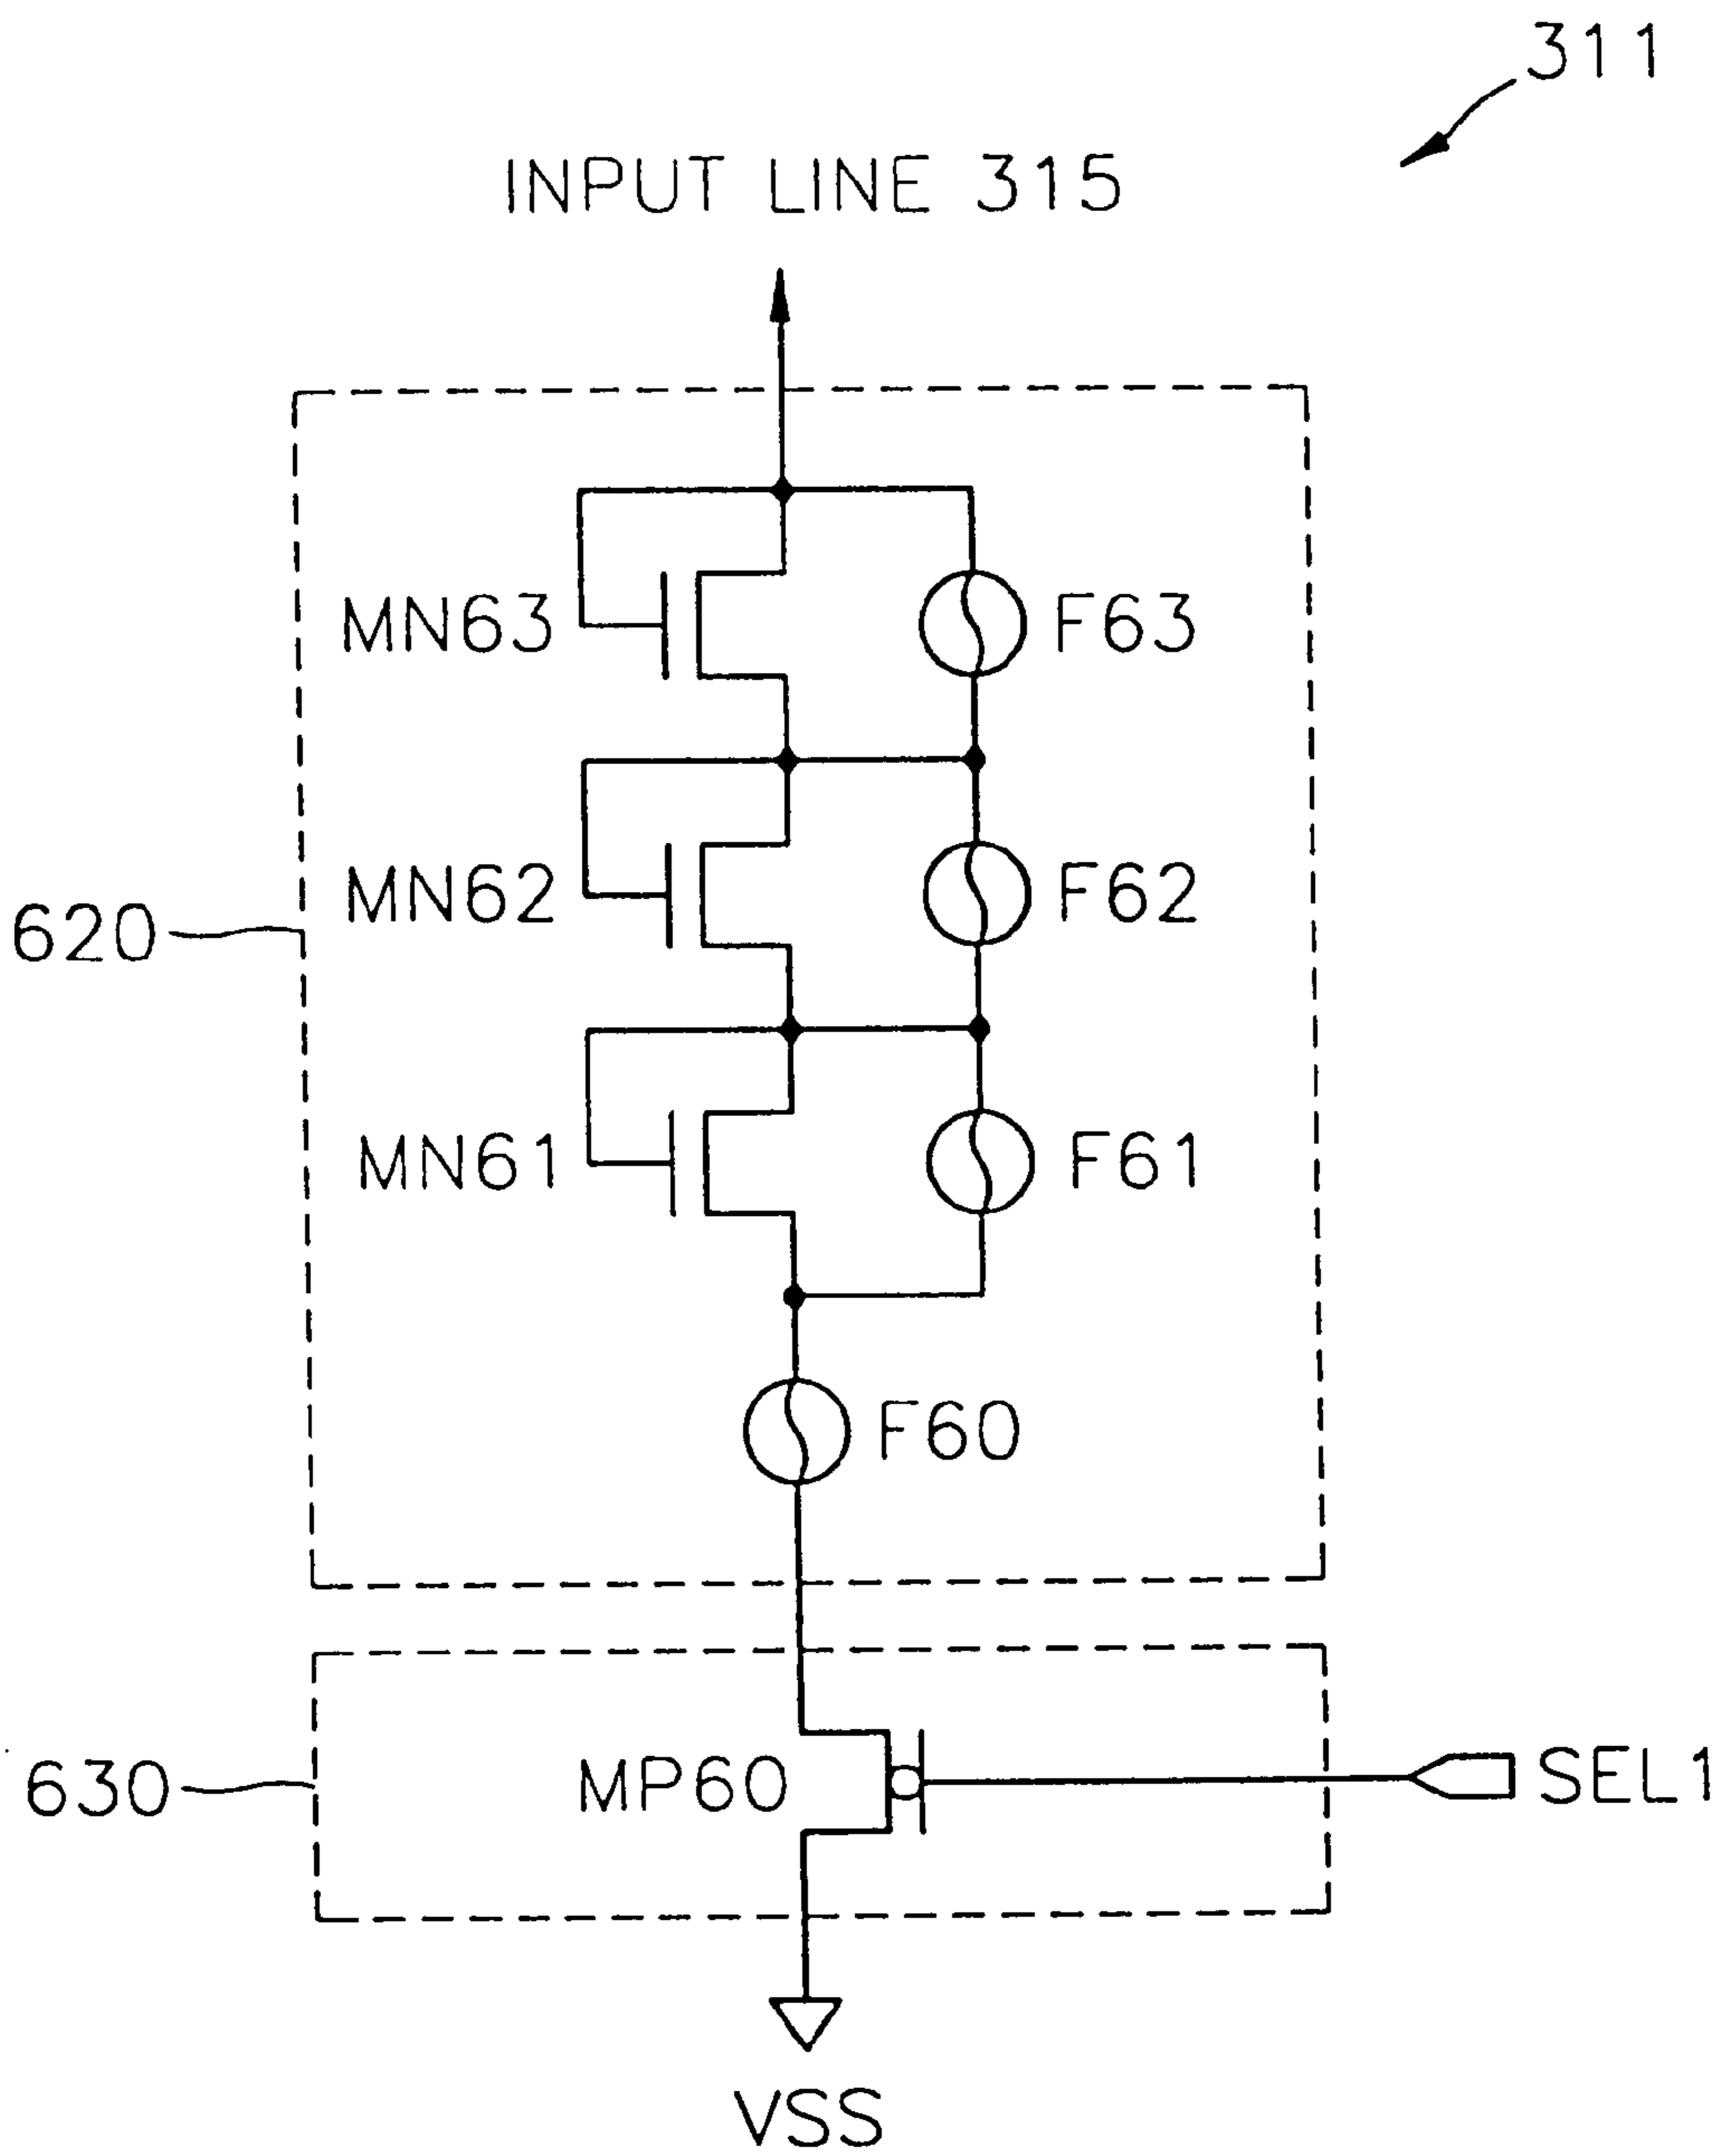 311
INPUT LINE 315
MN63
F63
MN62
F62
620
MN61
F61
F60
630
MP60
SEL1
VSS